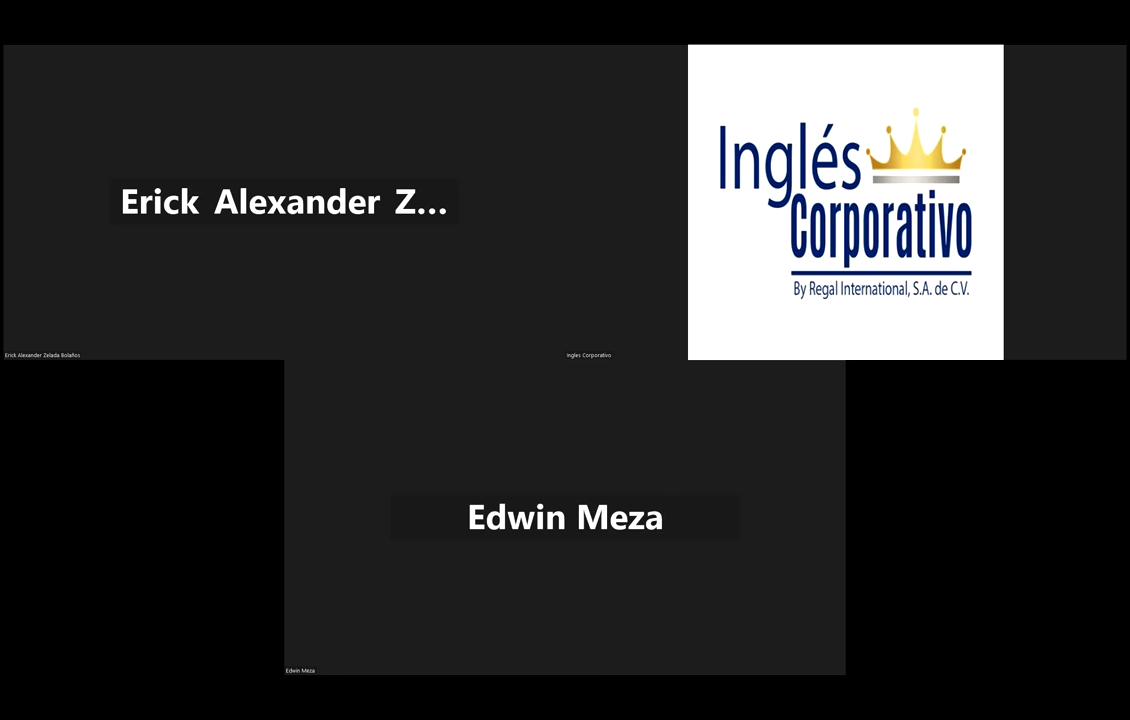 Erick Alexander Z...
Inglés
Corporativo
By Regal International, S.A. de C.V.
Erick Alexander Zelada Bolaños
Ingles Corporativo
Edwin Meza
Edwin Meza